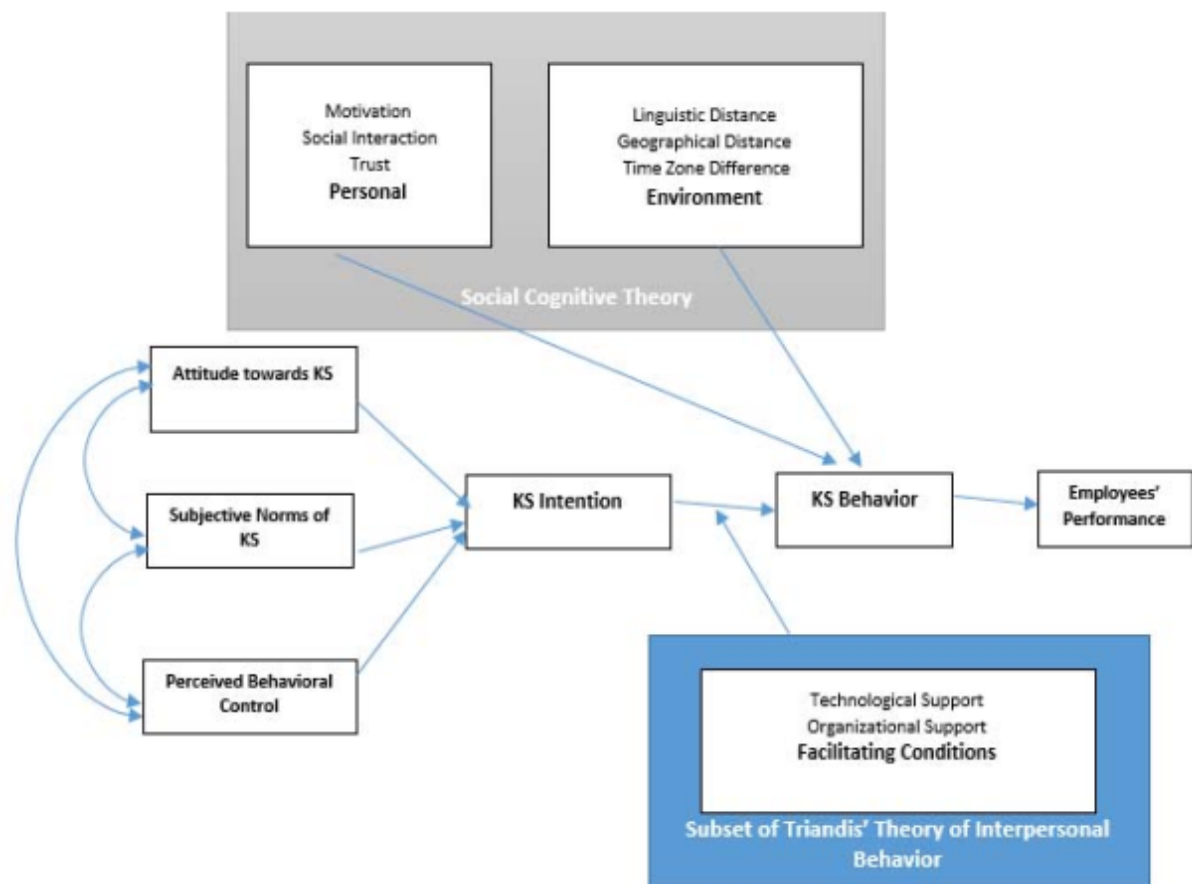 Motivation
Social Interaction
Trust
Personal
Linguistic Distance
Geographical Distance
Time Zone Difference
Environment
Social Cognitive Theory
Attitude towards KS
Subjective Norms of
KS
Perceived Behavioral
Control
KS Intention
KS Behavior
Employees'
Performance
Technological Support
Organizational Support
Facilitating Conditions
Subset of Triandis' Theory of Interpersonal
Behavior